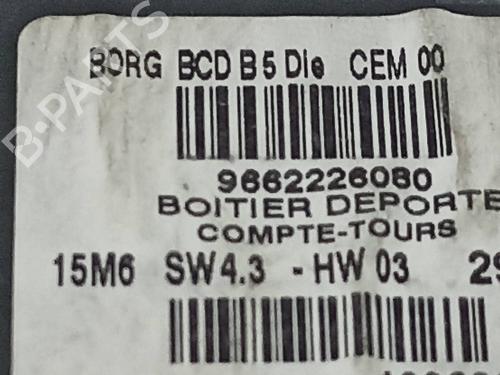 BORG BCD B5 Die CEM 00
9662226080
BOITIER DEPORTE
COMPTE-TOURS
15M6 SW4.3 - HW 03
B-PARTS